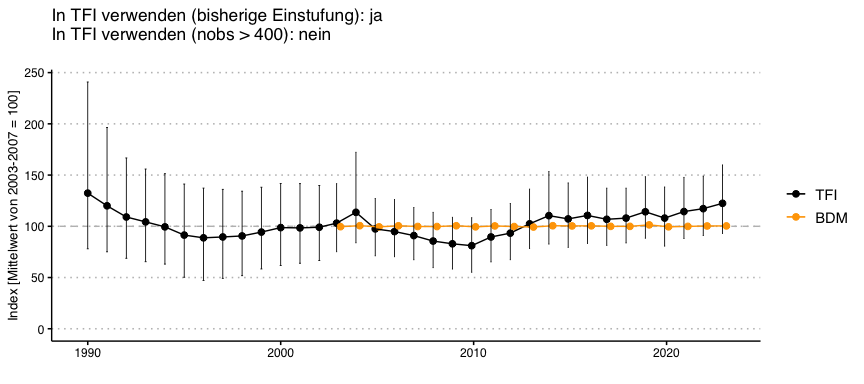 In TFI verwenden (bisherige Einstufung): ja
In TFI verwenden (nobs > 400): nein
Index [Mittelwert von 2003-2007 = 100]
250
200
150
100
50
0
1990
2000
2010
2020
TFI
BDM